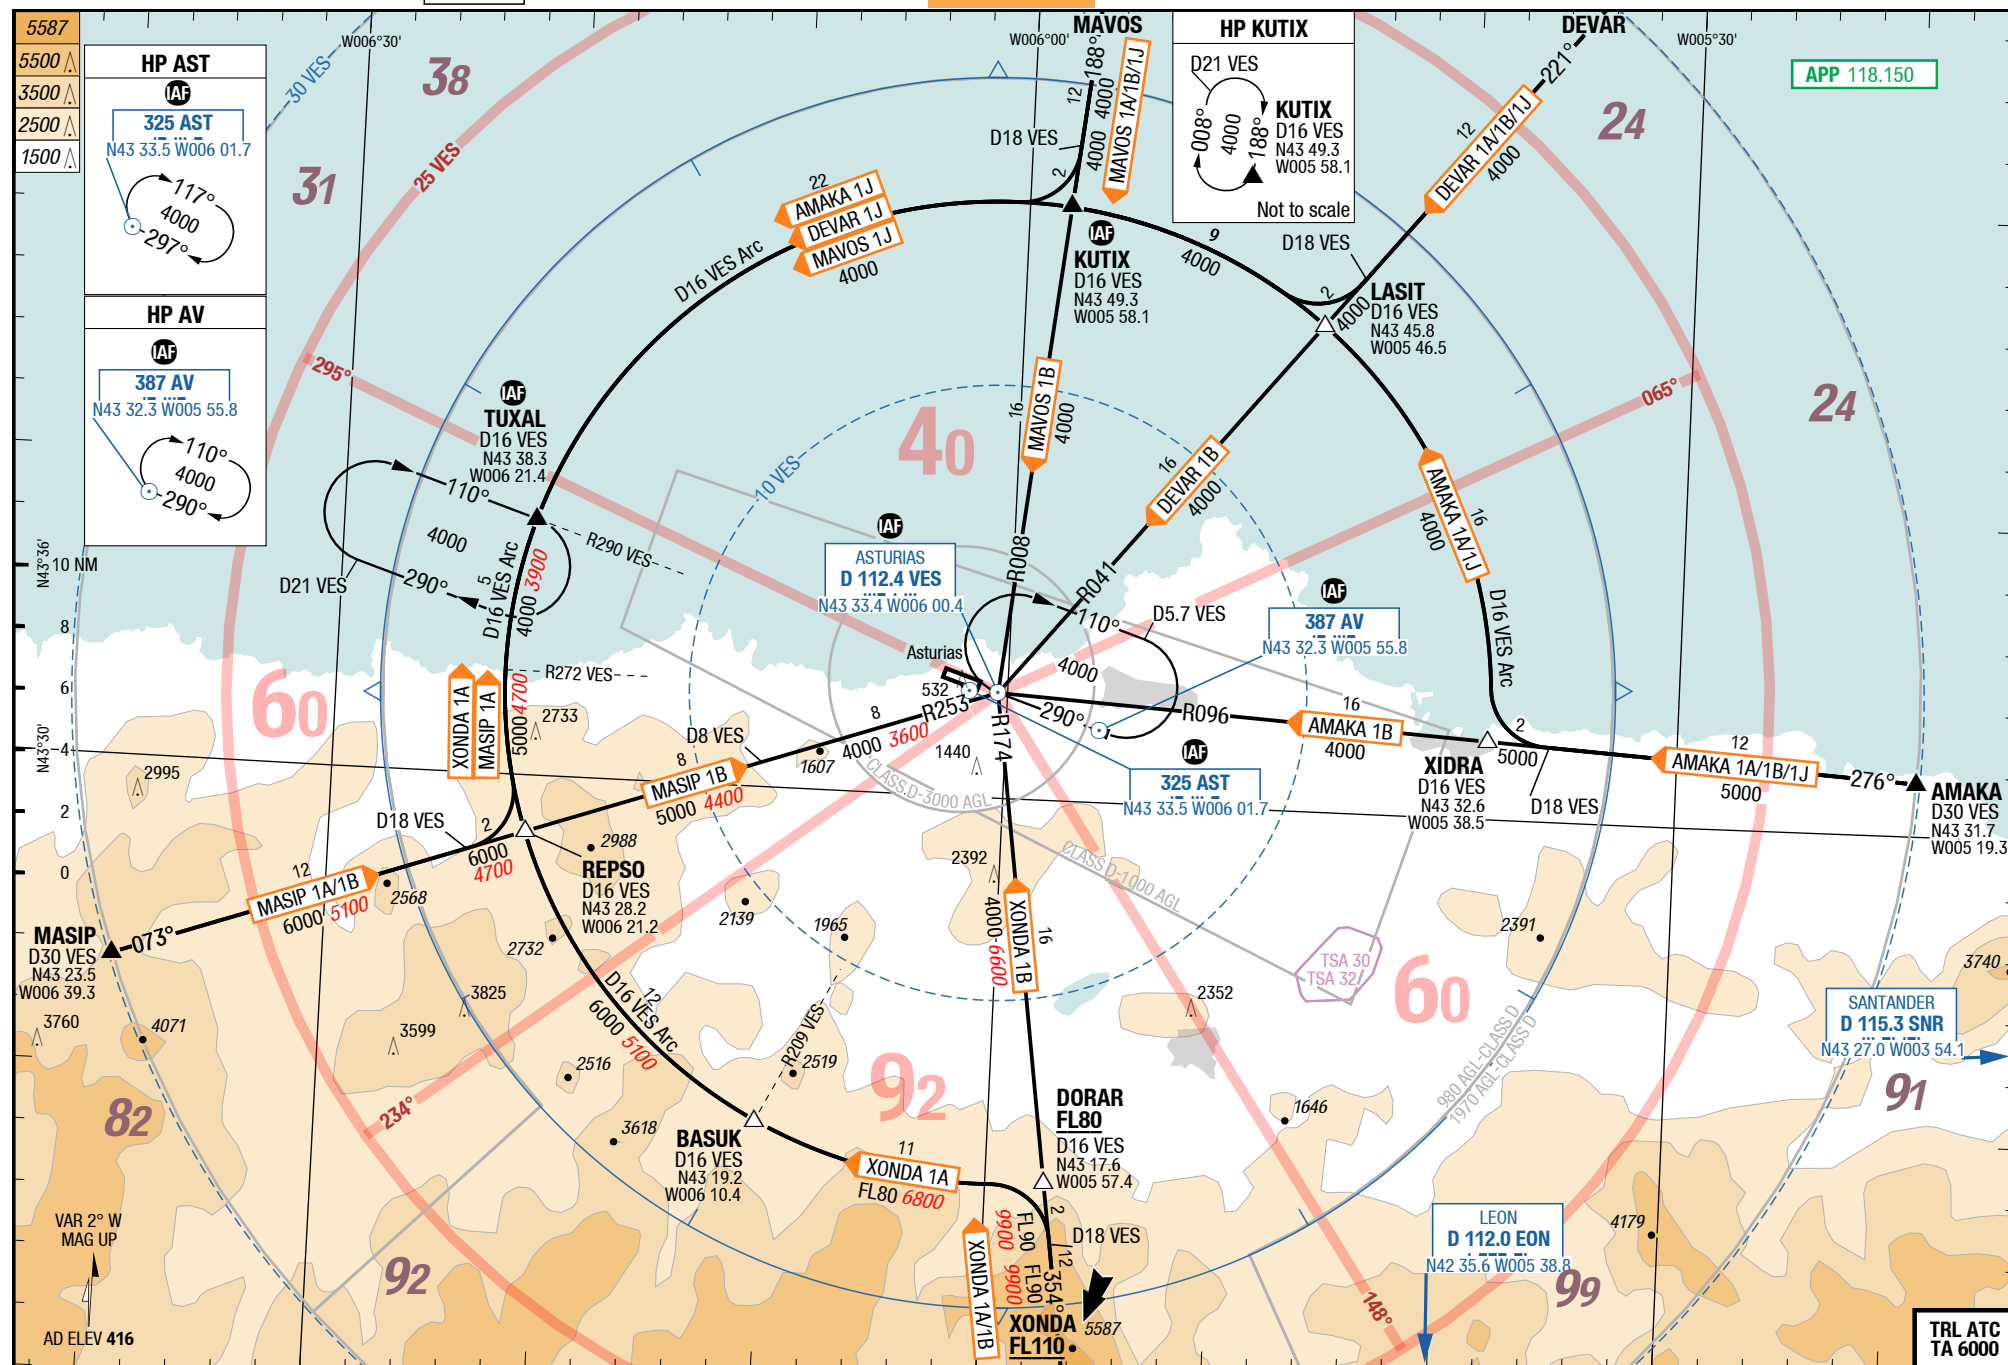 5587
5500
3500
2500
1500
HP AST
IAF
325 AST
N43 33.5 W006 01.7
117°
4000
297°
HP AV
IAF
387 AV
N43 32.3 W005 55.8
110°
4000
290°
W006°30'
W006°00'
W005°30'
30 VES
25 VES
38
31
24
24
MAVOS
188°
12
4000
4000
MAVOS 1A/1B/1J
D18 VES
2
HP KUTIX
D21 VES
008°
4000
188°
KUTIX
D16 VES
N43 49.3
W005 58.1
Not to scale
DEVAR
221°
12
DEVAR 1A/1B/1J
4000
APP 118.150
22
AMAKA 1J
DEVAR 1J
MAVOS 1J
4000
D16 VES Arc
IAF
KUTIX
D16 VES
N43 49.3
W005 58.1
9
4000
D18 VES
2
4000
LASIT
D16 VES
N43 45.8
W005 46.5
295°
065°
IAF
TUXAL
D16 VES
N43 38.3
W006 21.4
110°
4000
290°
D21 VES
R290 VES
5
D16 VES Arc
4000 3900
40
10 VES
16
MAVOS 1B
4000
16
DEVAR 1B
4000
R008
R041
16
AMAKA 1A/1J
4000
D16 VES Arc
N43°36'
10 NM
8
6
4
2
0
N43°30'
IAF
ASTURIAS
D 112.4 VES
N43 33.4 W006 00.4
110°
D5.7 VES
4000
290°
IAF
387 AV
N43 32.3 W005 55.8
Asturias
532
R272 VES
60
XONDA 1A
MASIP 1A
5000
4700
2733
2995
8
R253
4000 3600
D8 VES
8
MASIP 1B
5000 4400
1607
1440
CLASS D-3000 AGL
R174
R096
16
AMAKA 1B
4000
IAF
325 AST
N43 33.5 W006 01.7
XIDRA
D16 VES
N43 32.6
W005 38.5
2
5000
D18 VES
12
AMAKA 1A/1B/1J
5000
276°
AMAKA
D30 VES
N43 31.7
W005 19.3
D18 VES
2
6000
4700
12
MASIP 1A/1B
6000 5100
073°
MASIP
D30 VES
N43 23.5
W006 39.3
2568
2988
REPSO
D16 VES
N43 28.2
W006 21.2
2139
1965
2732
2392
CLASS D-1000 AGL
4000-6600
XONDA 1B
16
2391
TSA 30
TSA 32
60
3740
3760
4071
3825
3599
2516
12
D16 VES Arc
6000 5100
R209 VES
2519
2352
92
SANTANDER
D 115.3 SNR
N43 27.0 W003 54.1
91
980 AGL-CLASS D
1970 AGL-CLASS D
1646
82
234°
3618
BASUK
D16 VES
N43 19.2
W006 10.4
11
XONDA 1A
FL80 6800
DORAR
FL80
D16 VES
N43 17.6
W005 57.4
2
D18 VES
FL90
9900
12
FL90
9900
354°
XONDA 1A/1B
XONDA
FL110
5587
148°
LEON
D 112.0 EON
N42 35.6 W005 38.8
4179
99
92
VAR 2° W
MAG UP
AD ELEV 416
TRL ATC
TA 6000